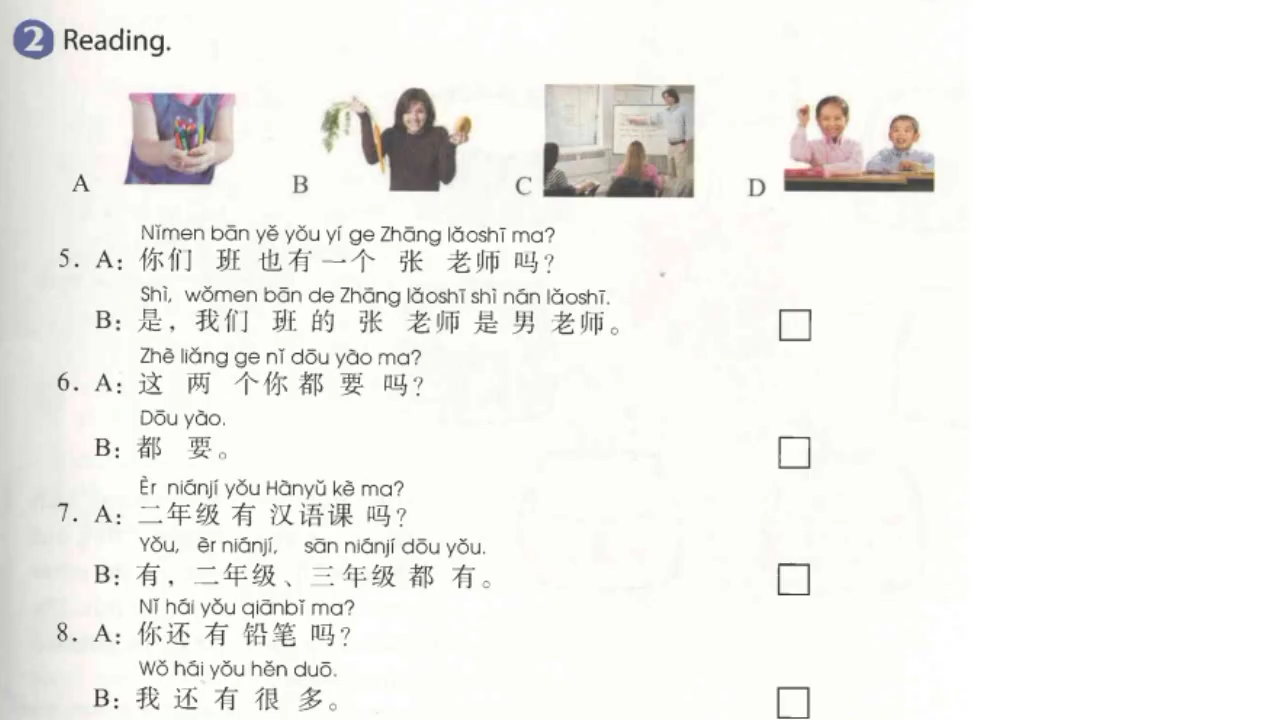 2 Reading.
A B C D
Nǐmen bān yě yǒu yí ge Zhāng lǎoshī ma?
5. A: 你们 班 也有一个 张 老师 吗?
Shì, wǒmen bān de Zhāng lǎoshī shì nán lǎoshī.
B: 是, 我们 班 的 张 老师 是 男 老师。
Zhè liǎng ge nǐ dōu yào ma?
6. A: 这 两 个你 都 要 吗?
Dōu yào.
B: 都 要。
Èr niánjí yǒu Hànyǔ kè ma?
7. A: 二年级 有 汉语课 吗?
Yǒu, èr niánjí, sān niánjí dōu yǒu.
B: 有, 二年级、三年级 都 有。
Nǐ hái yǒu qiānbǐ ma?
8. A: 你还 有 铅笔 吗?
Wǒ hái yǒu hěn duō.
B: 我 还 有 很 多。